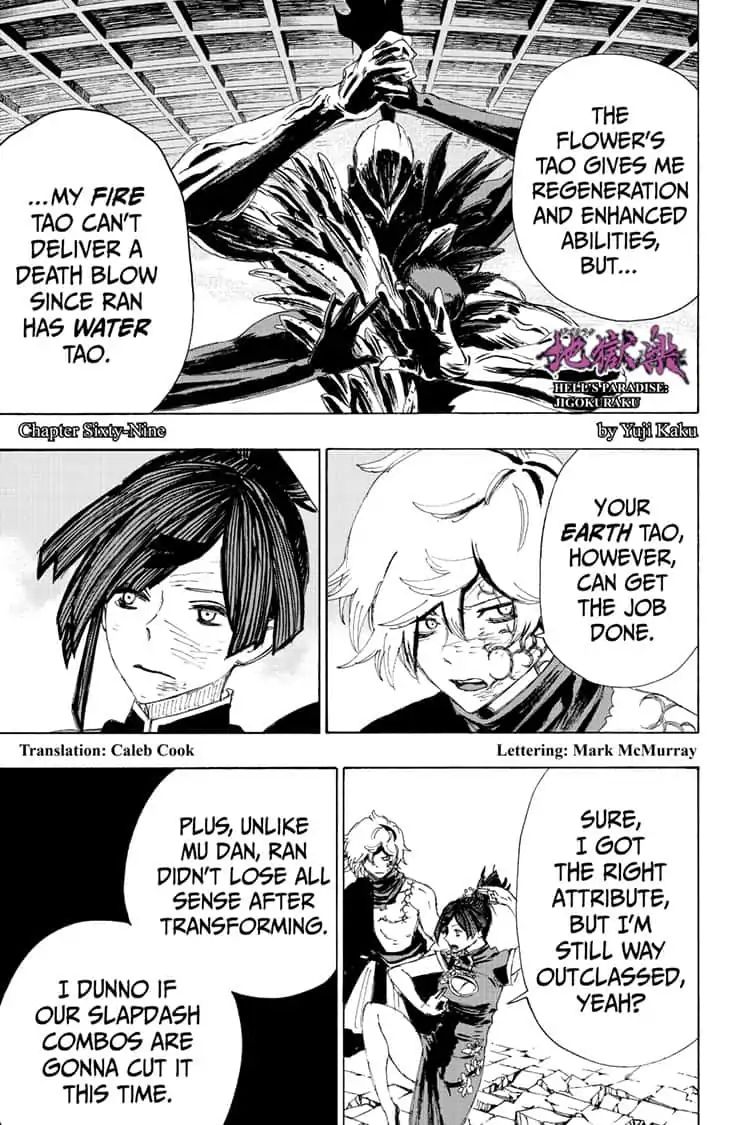 THE
FLOWER'S
TAO GIVES ME
REGENERATION
AND ENHANCED
ABILITIES,
BUT...
...MY FIRE
TAO CAN'T
DELIVER A
DEATH BLOW
SINCE RAN
HAS WATER
TAO.
地獄楽
HELL'S PARADISE:
JIGOKURAKU
Chapter Sixty-Nine
by Yuji Kaku
YOUR
EARTH TAO,
HOWEVER,
CAN GET
THE JOB
DONE.
Translation: Caleb Cook
Lettering: Mark McMurray
SURE,
I GOT
THE RIGHT
ATTRIBUTE,
BUT I'M
STILL WAY
OUTCLASSED,
YEAH?
PLUS, UNLIKE
MU DAN, RAN
DIDN'T LOSE ALL
SENSE AFTER
TRANSFORMING.
I DUNNO IF
OUR SLAPDASH
COMBOS ARE
GONNA CUT IT
THIS TIME.